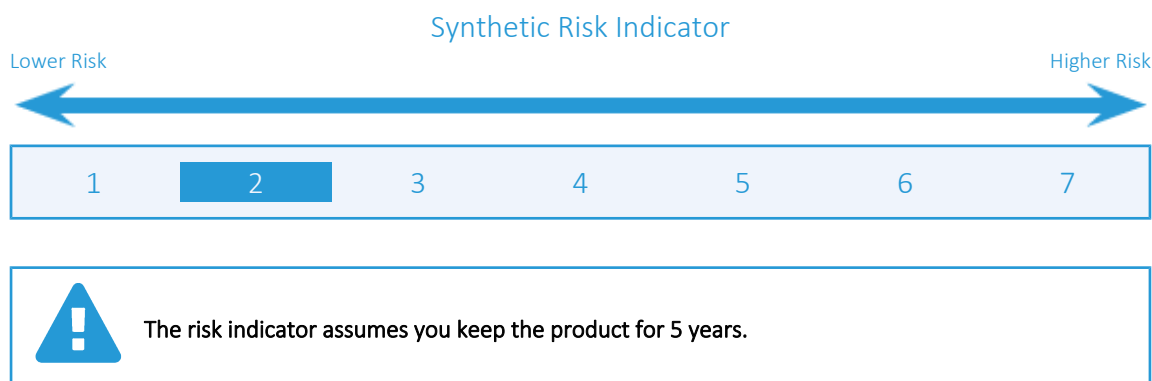 Synthetic Risk Indicator
Lower Risk Higher Risk
1 2 3 4 5 6 7
The risk indicator assumes you keep the product for 5 years.